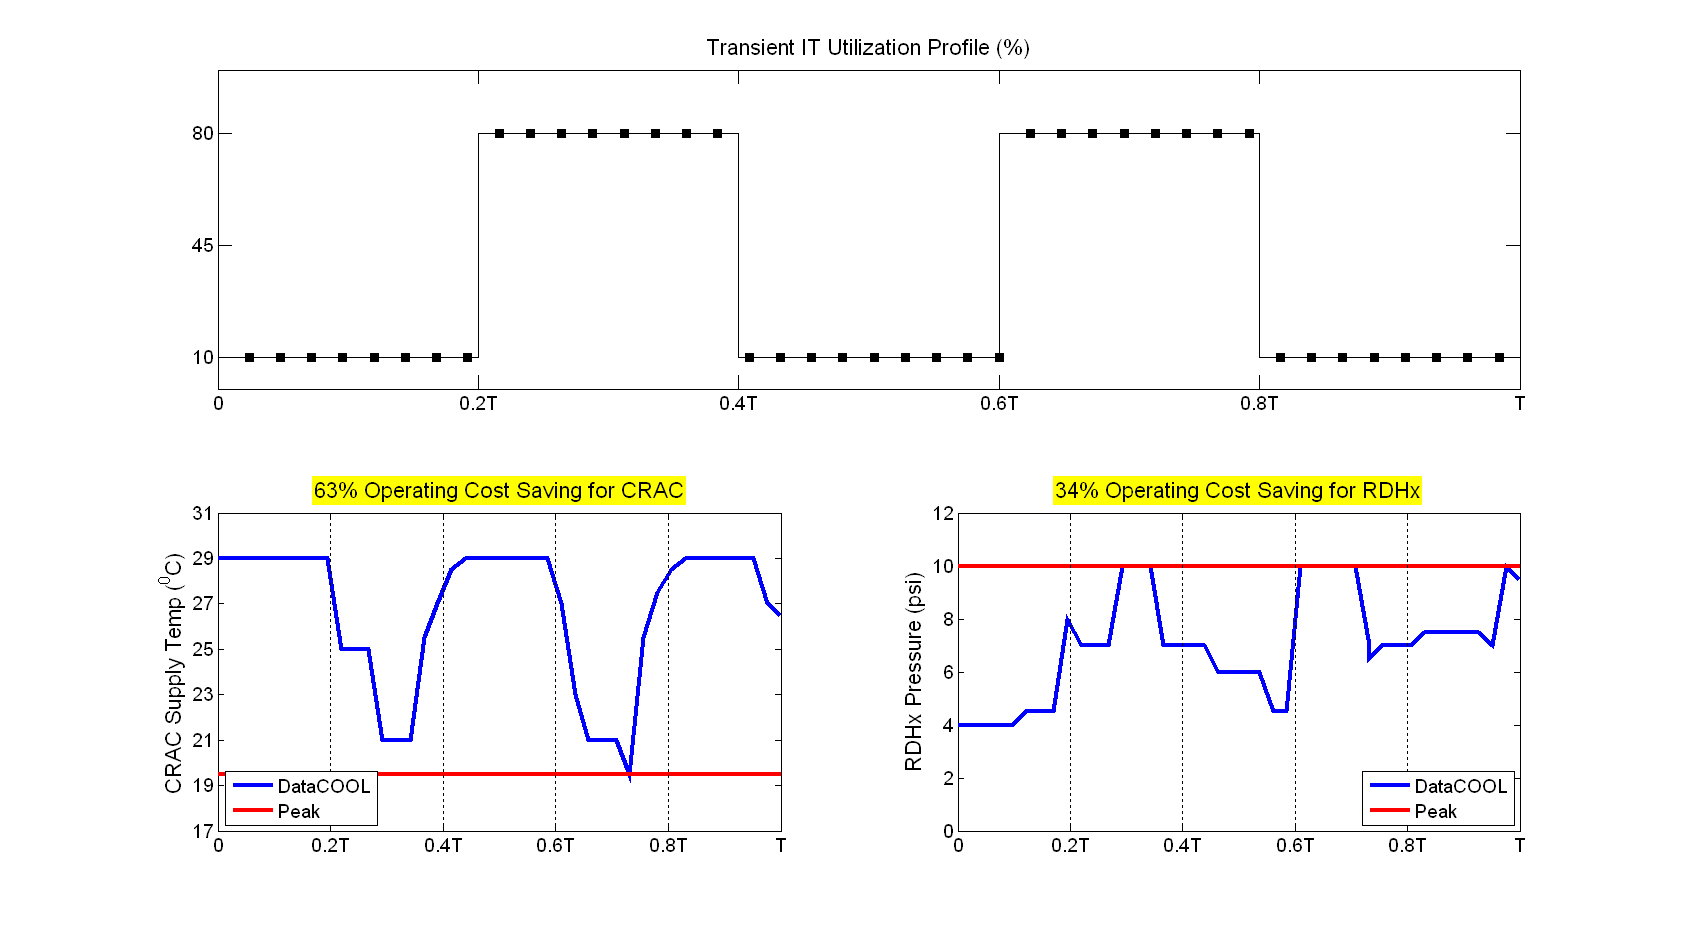 Transient IT Utilization Profile (%)
80
45
10
0 0.2T 0.4T 0.6T 0.8T T
63% Operating Cost Saving for CRAC
CRAC Supply Temp (⁰C)
31
29
27
25
23
21
19
17
DataCOOL
Peak
0 0.2T 0.4T 0.6T 0.8T T
34% Operating Cost Saving for RDHx
RDHx Pressure (psi)
12
10
8
6
4
2
0
DataCOOL
Peak
0 0.2T 0.4T 0.6T 0.8T T